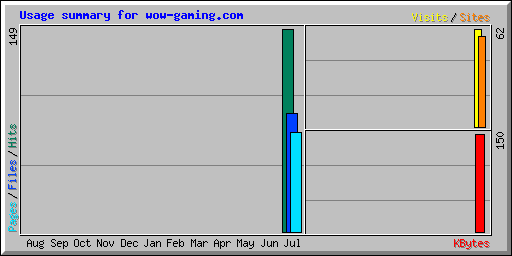 Usage summary for wow-gaming.com
Visits/Sites
149
62
Pages/Files/Hits
150
Aug Sep Oct Nov Dec Jan Feb Mar Apr May Jun Jul
KBytes